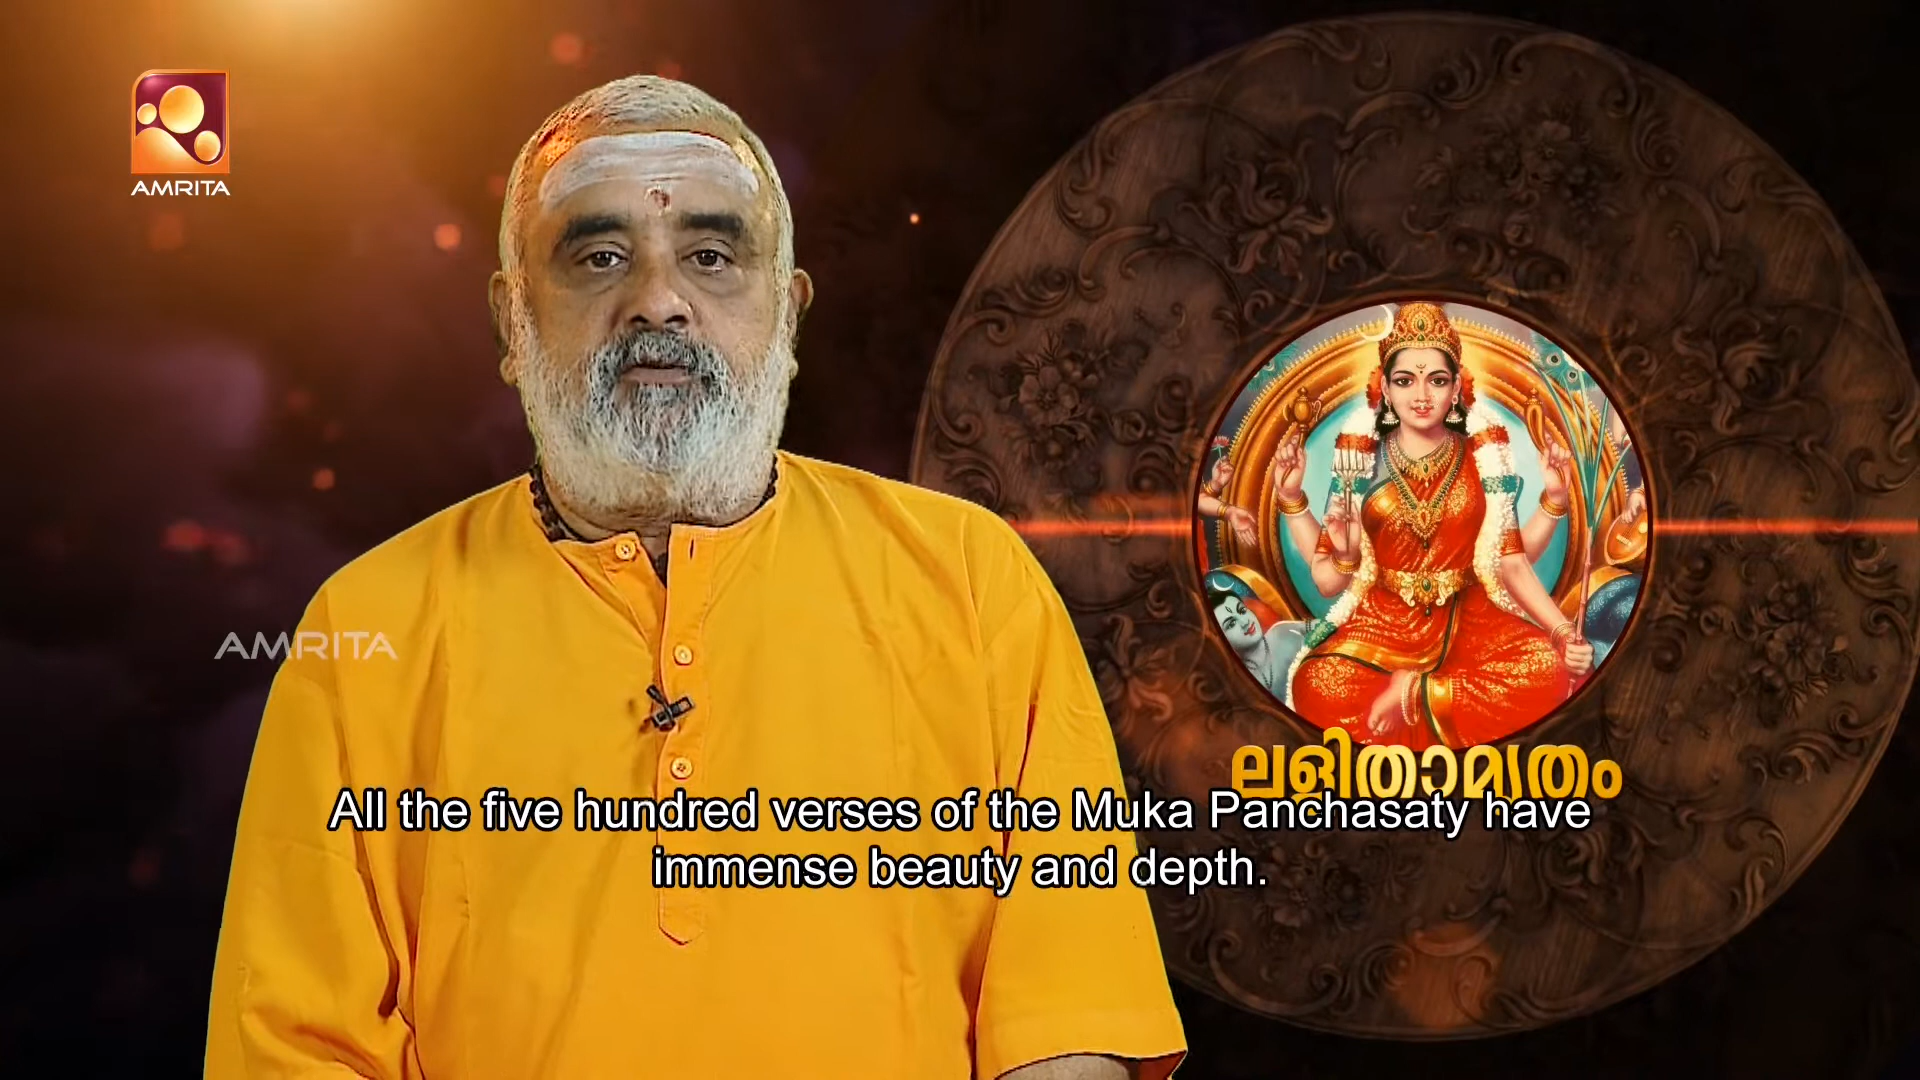 AMRITA
AMRITA
ലളിതാമൃതം
All the five hundred verses of the Muka Panchasaty have
immense beauty and depth.